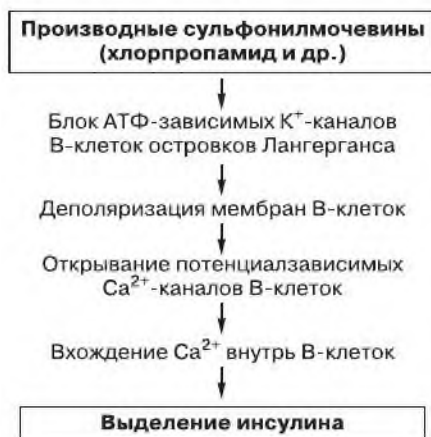 Производные сульфонилмочевины
(хлорпропамид и др.)
Блок АТФ-зависимых К⁺-каналов
В-клеток островков Лангерганса
Деполяризация мембран В-клеток
Открывание потенциалзависимых
Ca²⁺-каналов В-клеток
Вхождение Ca²⁺ внутрь В-клеток
Выделение инсулина